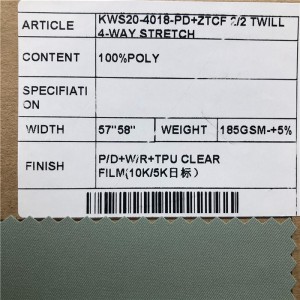 ARTICLE KWS20-4018-PD+ZTCF 2/2 TWILL
4-WAY STRETCH
CONTENT 100%POLY
SPECIFIATI
ON
WIDTH 57"58" WEIGHT 185GSM-+5%
FINISH P/D+W/R+TPU CLEAR
FILM(10K/5K日标）